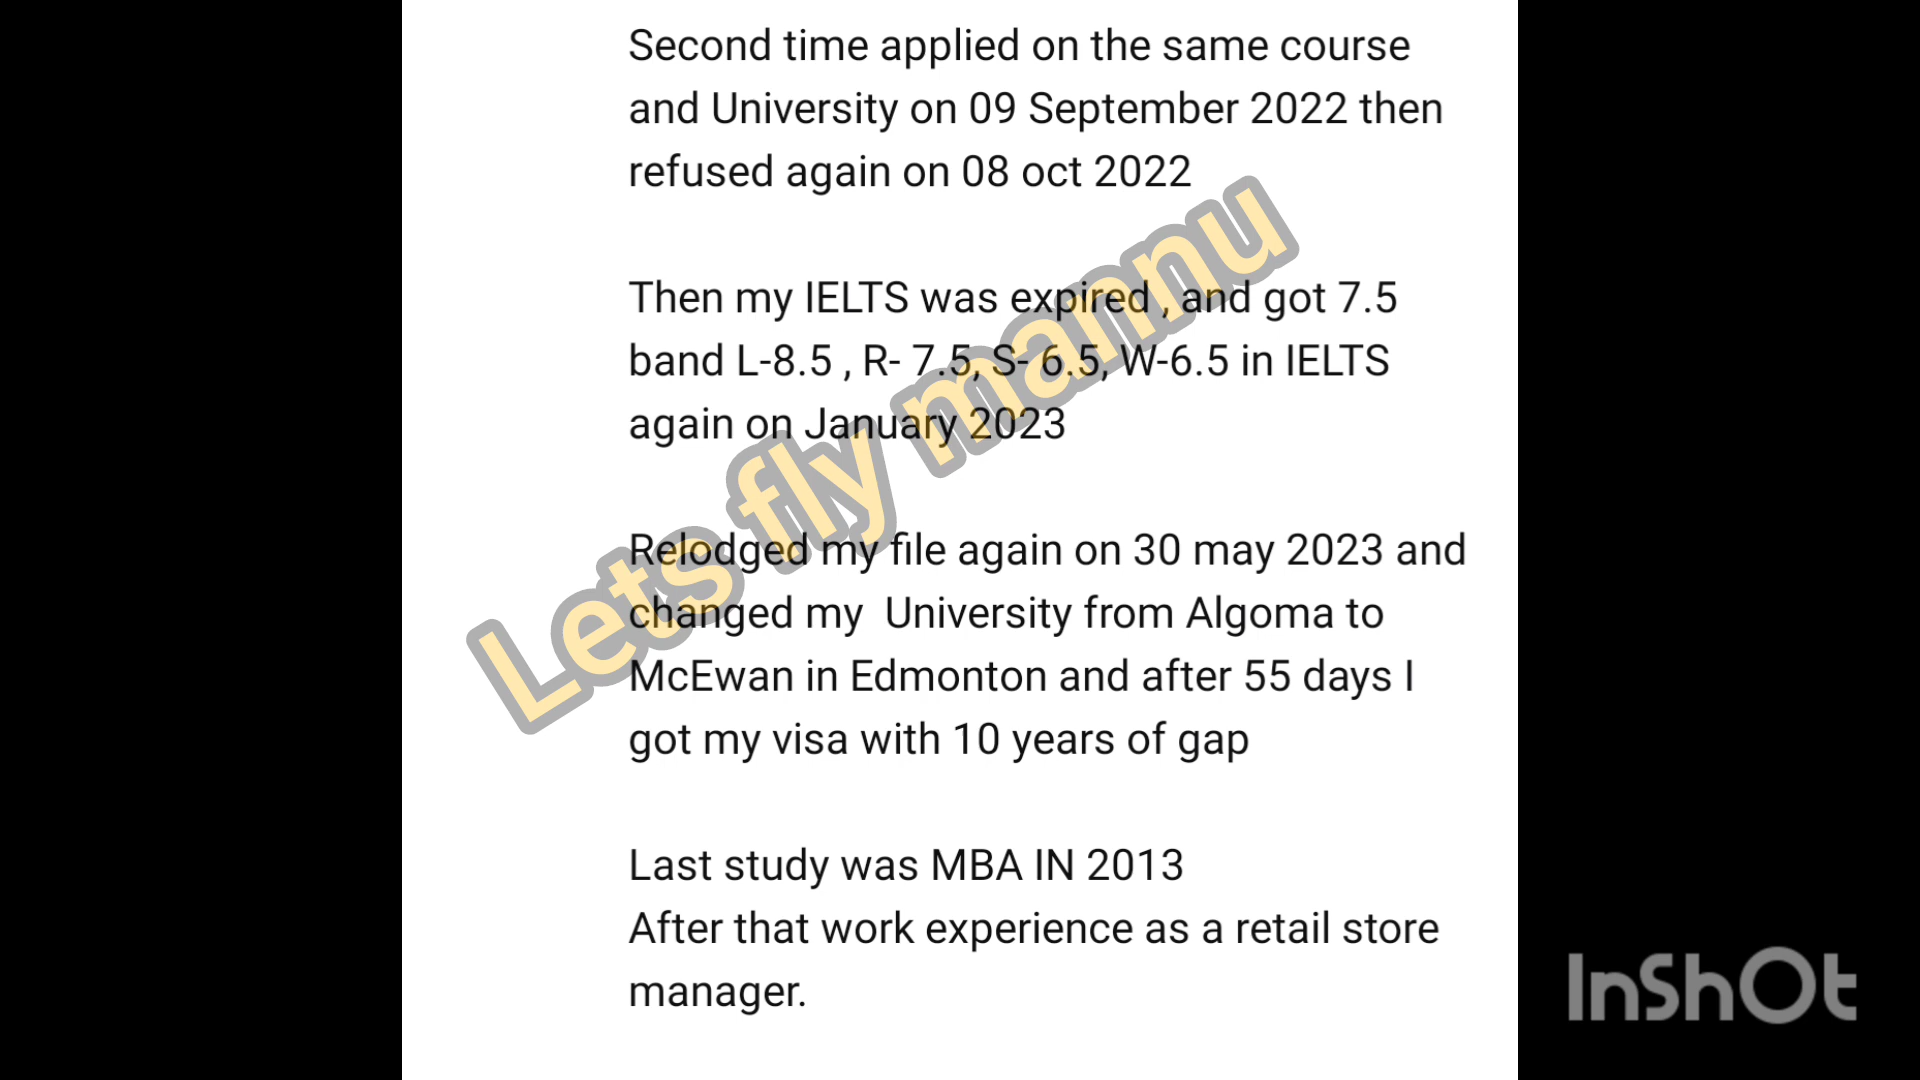 Second time applied on the same course
and University on 09 September 2022 then
refused again on 08 oct 2022
Then my IELTS was expired , and got 7.5
band L-8.5 , R- 7.5, S- 6.5, W-6.5 in IELTS
again on January 2023
Relodged my file again on 30 may 2023 and
changed my  University from Algoma to
McEwan in Edmonton and after 55 days I
got my visa with 10 years of gap
Last study was MBA IN 2013
After that work experience as a retail store
manager.
Lets fly mannu
InShOt